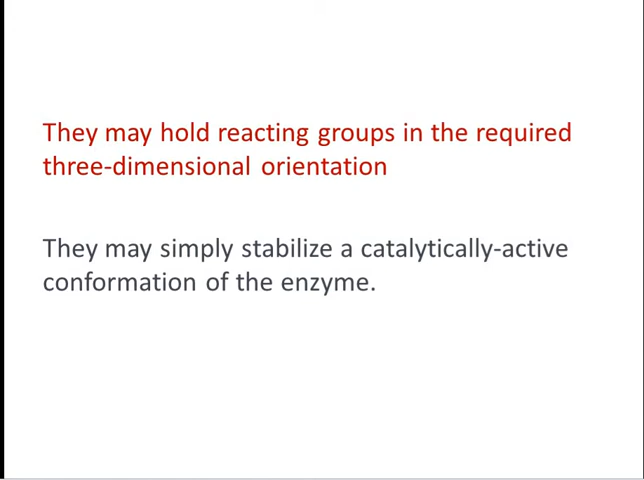 They may hold reacting groups in the required
three-dimensional orientation
They may simply stabilize a catalytically-active
conformation of the enzyme.